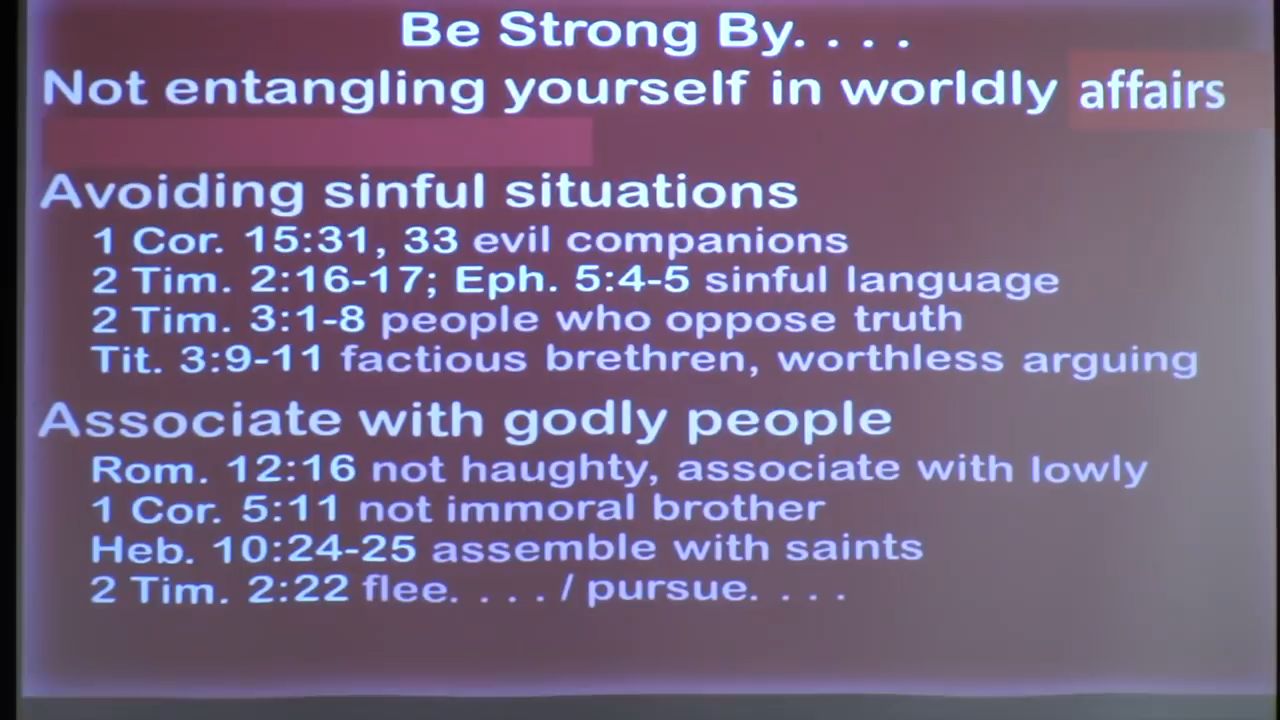 Be Strong By. . . .
Not entangling yourself in worldly affairs
Avoiding sinful situations
1 Cor. 15:31, 33 evil companions
2 Tim. 2:16-17; Eph. 5:4-5 sinful language
2 Tim. 3:1-8 people who oppose truth
Tit. 3:9-11 factious brethren, worthless arguing
Associate with godly people
Rom. 12:16 not haughty, associate with lowly
1 Cor. 5:11 not immoral brother
Heb. 10:24-25 assemble with saints
2 Tim. 2:22 flee. . . . / pursue. . . .